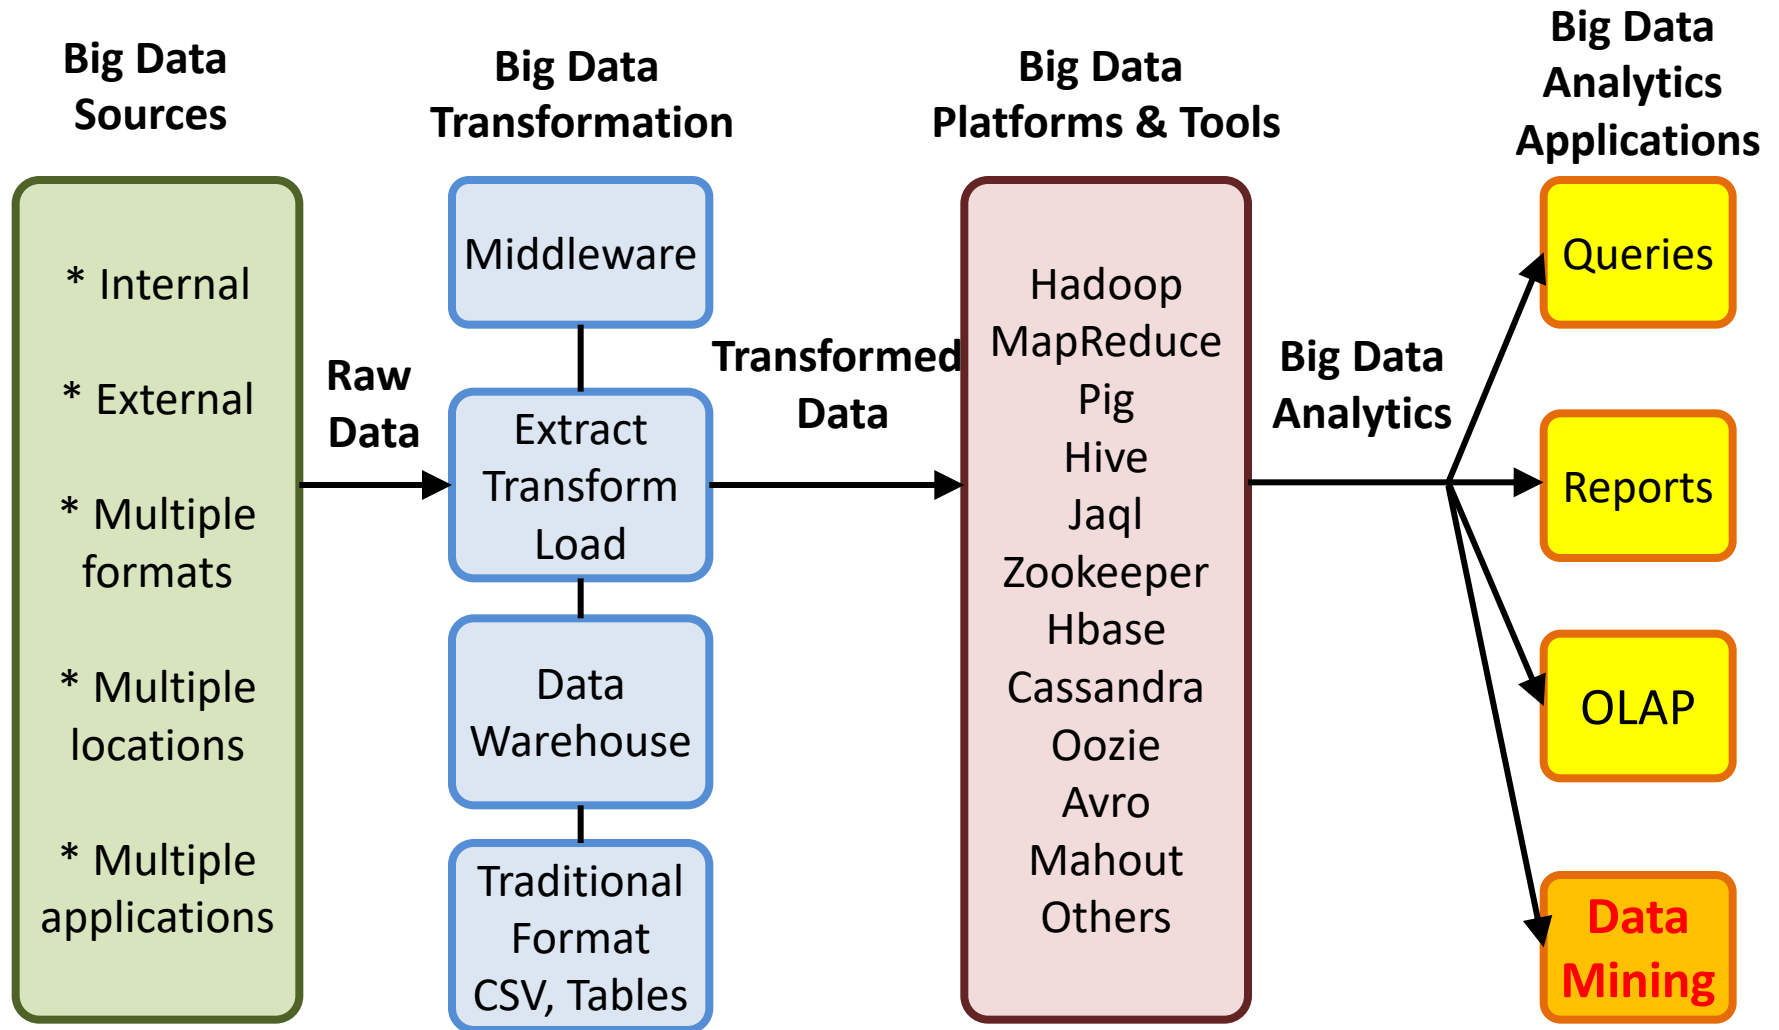 Big Data
Sources
* Internal
* External
* Multiple
formats
* Multiple
locations
* Multiple
applications
Raw
Data
Big Data
Transformation
Middleware
Extract
Transform
Load
Data
Warehouse
Traditional
Format
CSV, Tables
Transformed
Data
Big Data
Platforms & Tools
Hadoop
MapReduce
Pig
Hive
Jaql
Zookeeper
Hbase
Cassandra
Oozie
Avro
Mahout
Others
Big Data
Analytics
Big Data
Analytics
Applications
Queries
Reports
OLAP
Data
Mining